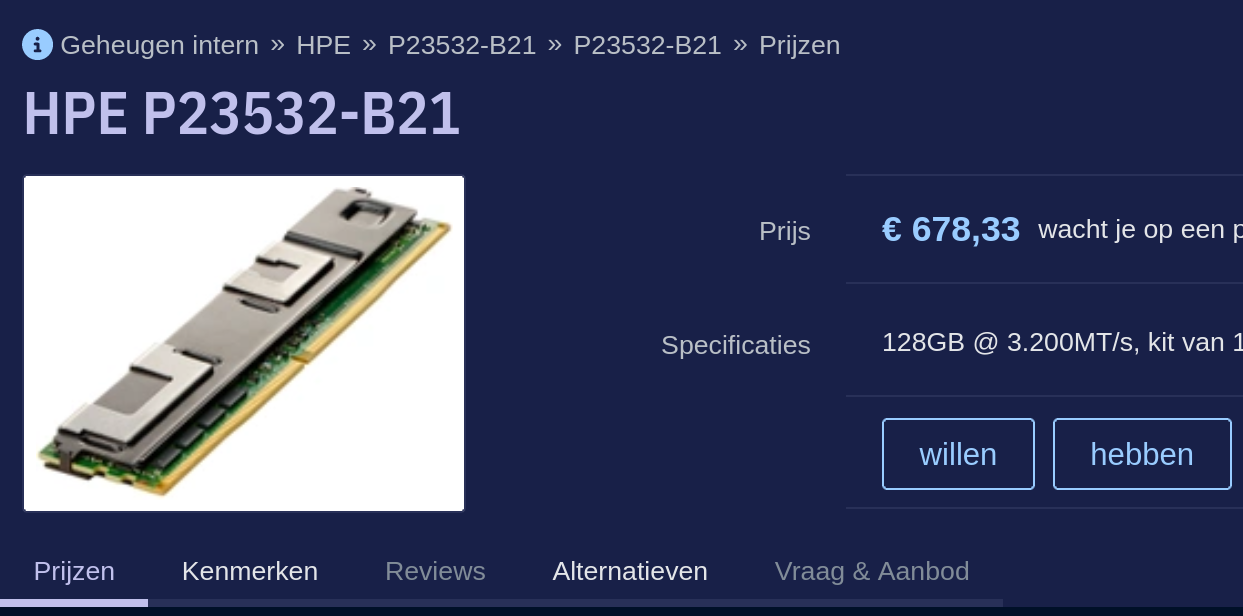 Geheugen intern » HPE » P23532-B21 » P23532-B21 » Prijzen
HPE P23532-B21
Prijs
€ 678,33 wacht je op een
Specificaties
128GB @ 3.200MT/s, kit van 1
willen hebben
Prijzen Kenmerken Reviews Alternatieven Vraag & Aanbod